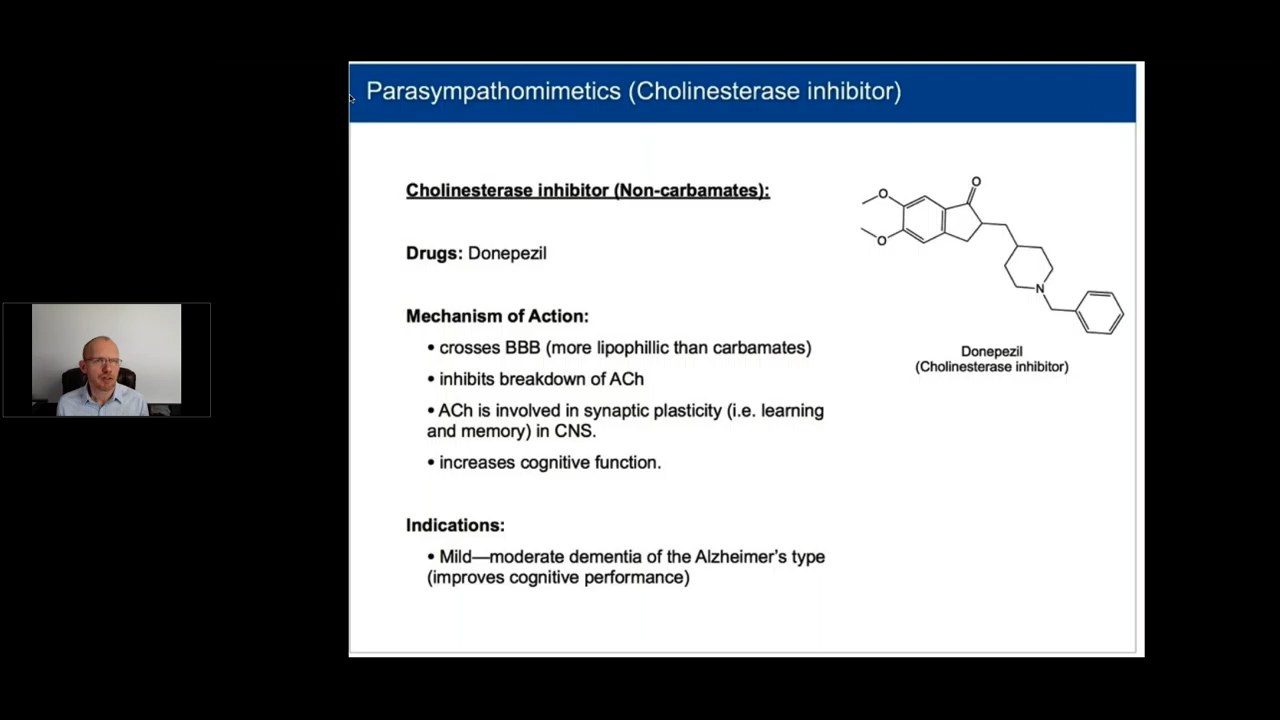 Parasympathomimetics (Cholinesterase inhibitor)
Cholinesterase inhibitor (Non-carbamates):
Drugs: Donepezil
Mechanism of Action:
• crosses BBB (more lipophillic than carbamates)
• inhibits breakdown of ACh
• ACh is involved in synaptic plasticity (i.e. learning
and memory) in CNS.
• increases cognitive function.
Indications:
• Mild—moderate dementia of the Alzheimer's type
(improves cognitive performance)
O
O
O
N
Donepezil
(Cholinesterase inhibitor)